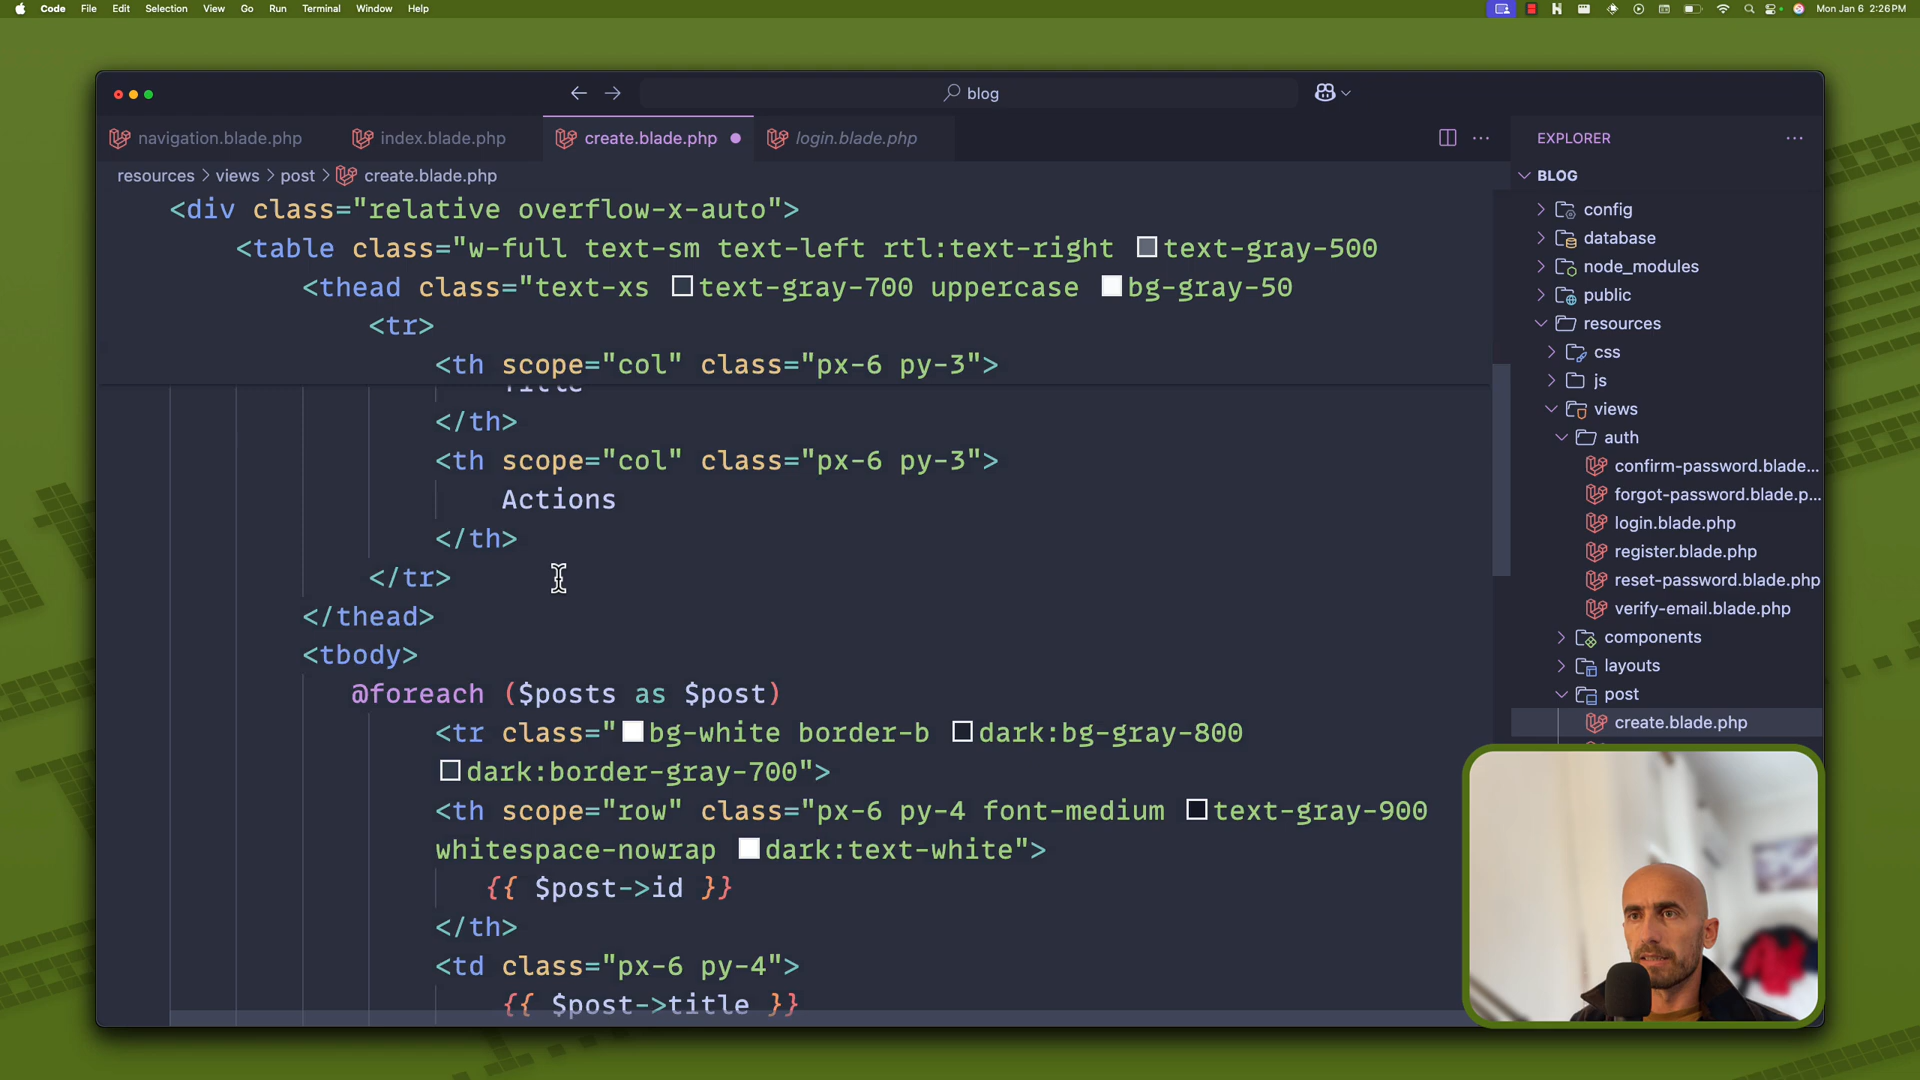 Code File Edit Selection View Go Run Terminal Window Help
Mon Jan 6 2:26 PM
blog
navigation.blade.php
index.blade.php
create.blade.php
login.blade.php
resources > views > post > create.blade.php
<div class="relative overflow-x-auto">
<table class="w-full text-sm text-left rtl:text-right text-gray-500
<thead class="text-xs text-gray-700 uppercase bg-gray-50
<tr>
<th scope="col" class="px-6 py-3">
Title
</th>
<th scope="col" class="px-6 py-3">
Actions
</th>
</tr>
</thead>
<tbody>
@foreach ($posts as $post)
<tr class="bg-white border-b dark:bg-gray-800
dark:border-gray-700">
<th scope="row" class="px-6 py-4 font-medium text-gray-900
whitespace-nowrap dark:text-white">
{{ $post->id }}
</th>
<td class="px-6 py-4">
{{ $post->title }}
EXPLORER
BLOG
config
database
node_modules
public
resources
css
js
views
auth
confirm-password.blade...
forgot-password.blade.p...
login.blade.php
register.blade.php
reset-password.blade.php
verify-email.blade.php
components
layouts
post
create.blade.php